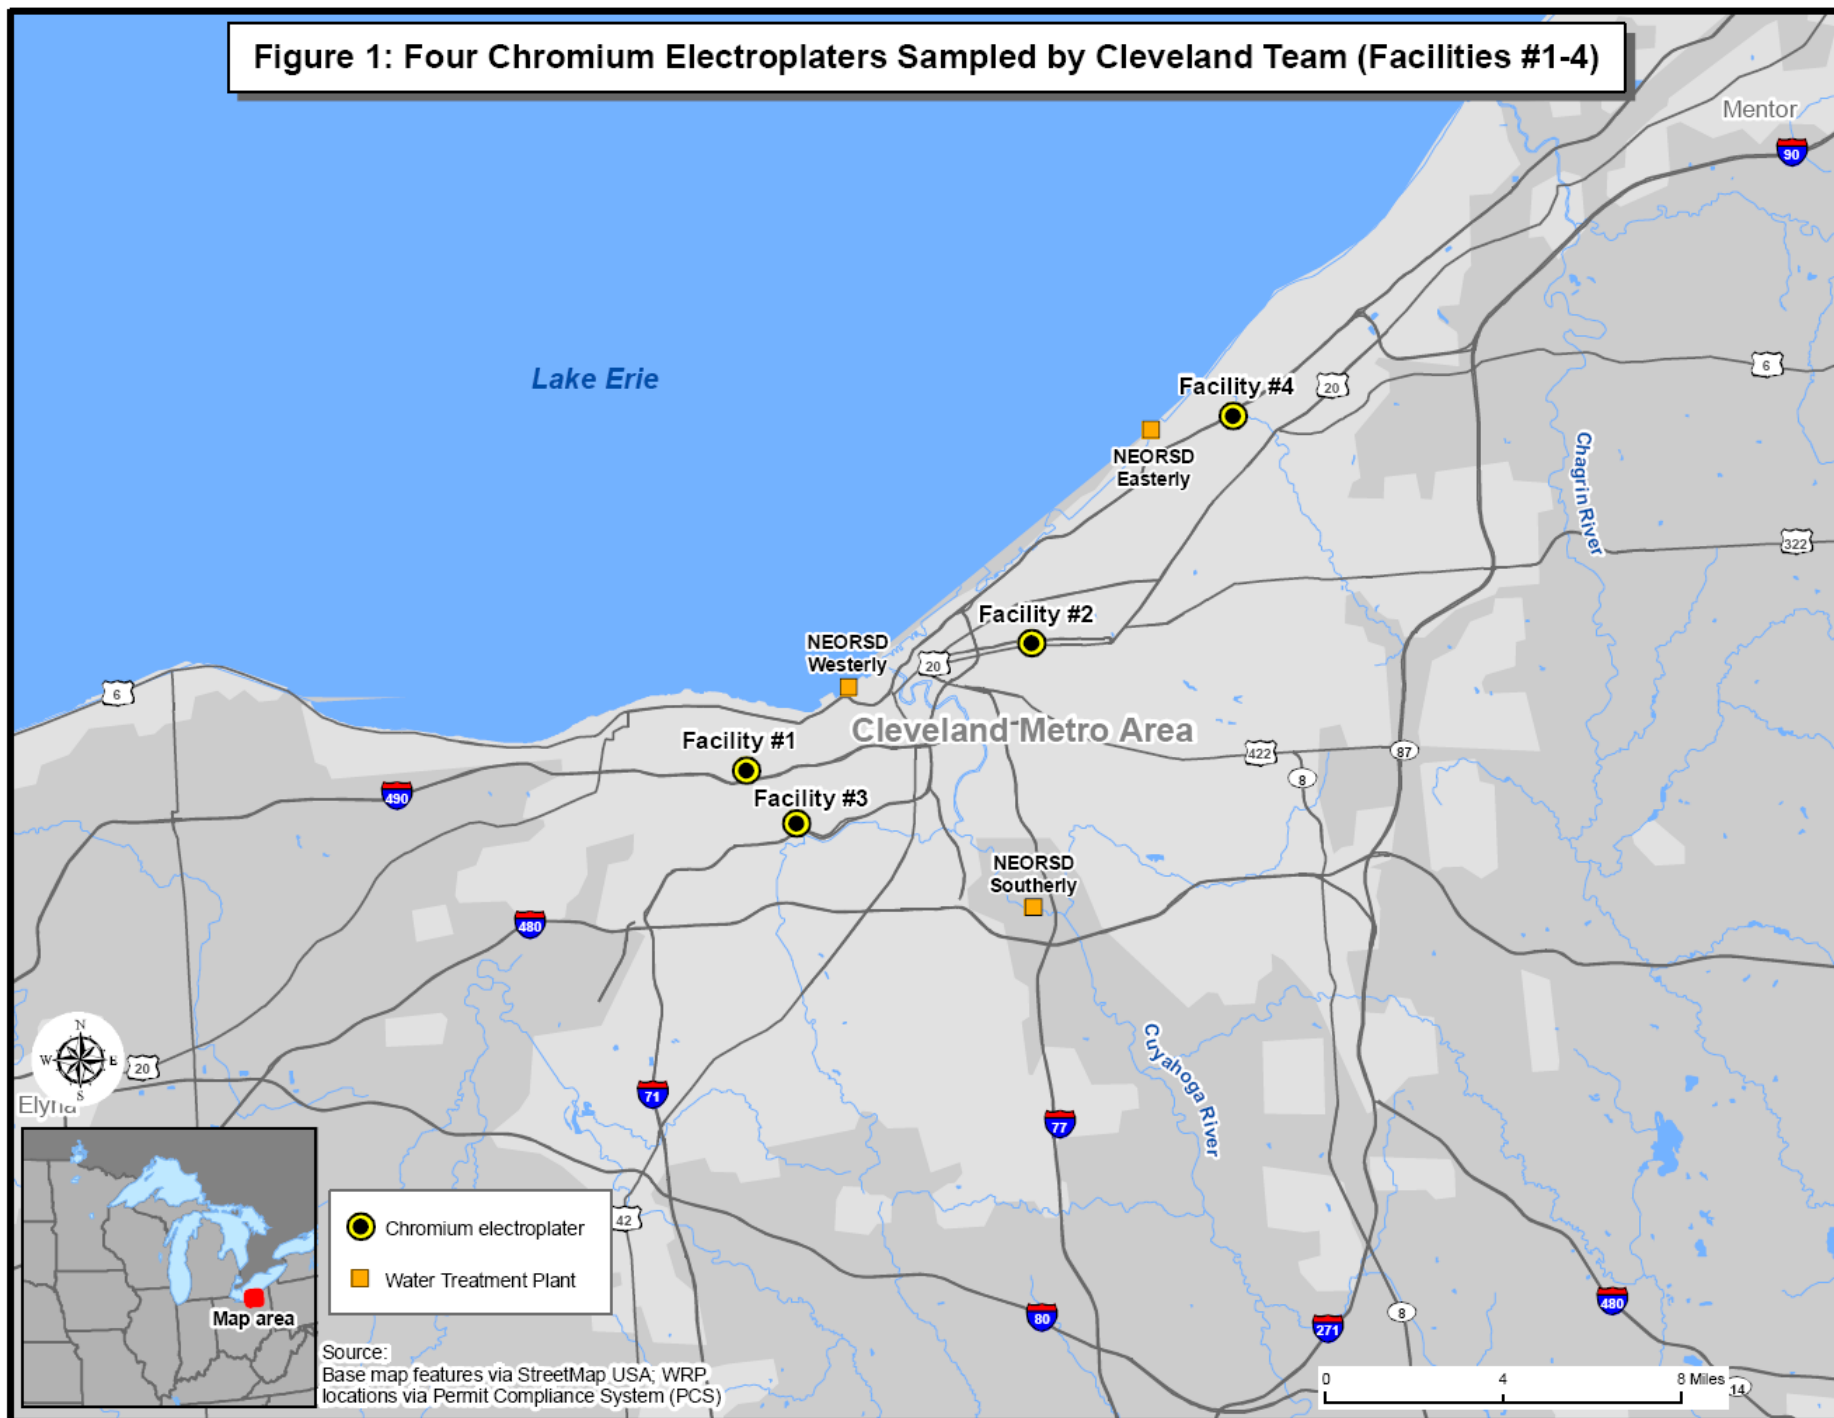 Figure 1: Four Chromium Electroplaters Sampled by Cleveland Team (Facilities #1-4)
Mentor
90
Lake Erie
6
Facility #4
20
NEORSD
Easterly
Chagrin River
322
Facility #2
NEORSD
Westerly
20
6
Cleveland Metro Area
Facility #1
422
87
8
490
Facility #3
NEORSD
Southerly
480
N
W
E
S
20
Elyria
71
77
Cuyahoga River
42
Chromium electroplater
Water Treatment Plant
Map area
80
271
8
480
Source:
Base map features via StreetMap USA; WRP
locations via Permit Compliance System (PCS)
0
4
8 Miles
14